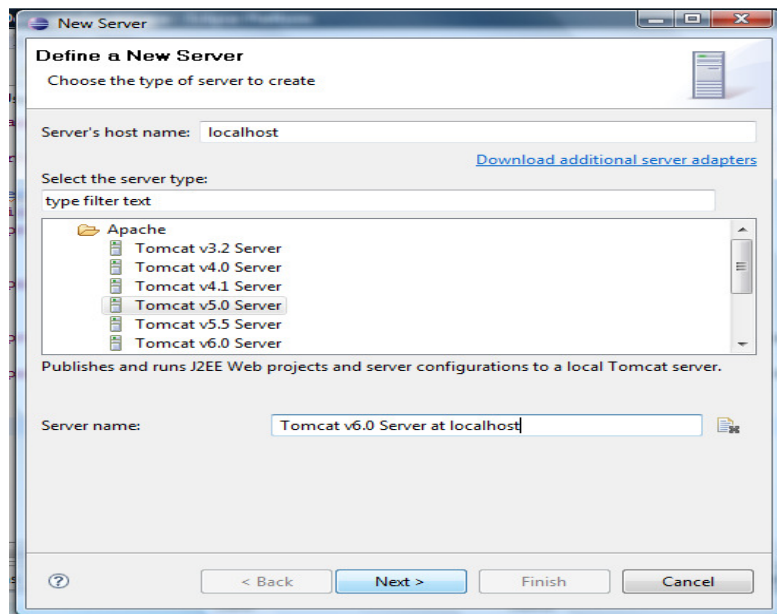 New Server
Define a New Server
Choose the type of server to create
Server's host name: localhost
Download additional server adapters
Select the server type:
type filter text
Apache
Tomcat v3.2 Server
Tomcat v4.0 Server
Tomcat v4.1 Server
Tomcat v5.0 Server
Tomcat v5.5 Server
Tomcat v6.0 Server
Publishes and runs J2EE Web projects and server configurations to a local Tomcat server.
Server name: Tomcat v6.0 Server at localhost
? < Back Next > Finish Cancel